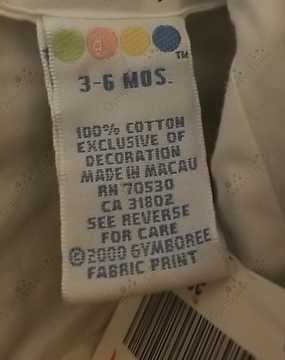 TM
3-6 MOS.
100% COTTON
EXCLUSIVE OF
DECORATION
MADE IN MACAU
RN 70530
CA 31802
SEE REVERSE
FOR CARE
©2000 GYMBOREE
FABRIC PRINT